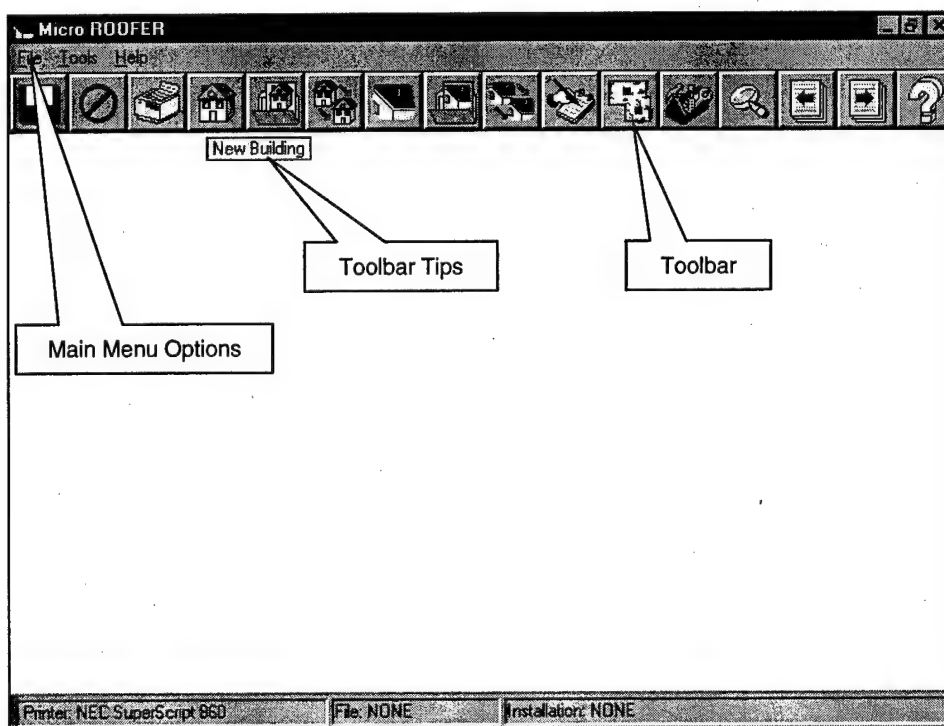 Micro ROOFER
File Tools Help
New Building
Toolbar Tips
Toolbar
Main Menu Options
Printer: NEC SuperScript 860
File: NONE
Installation: NONE